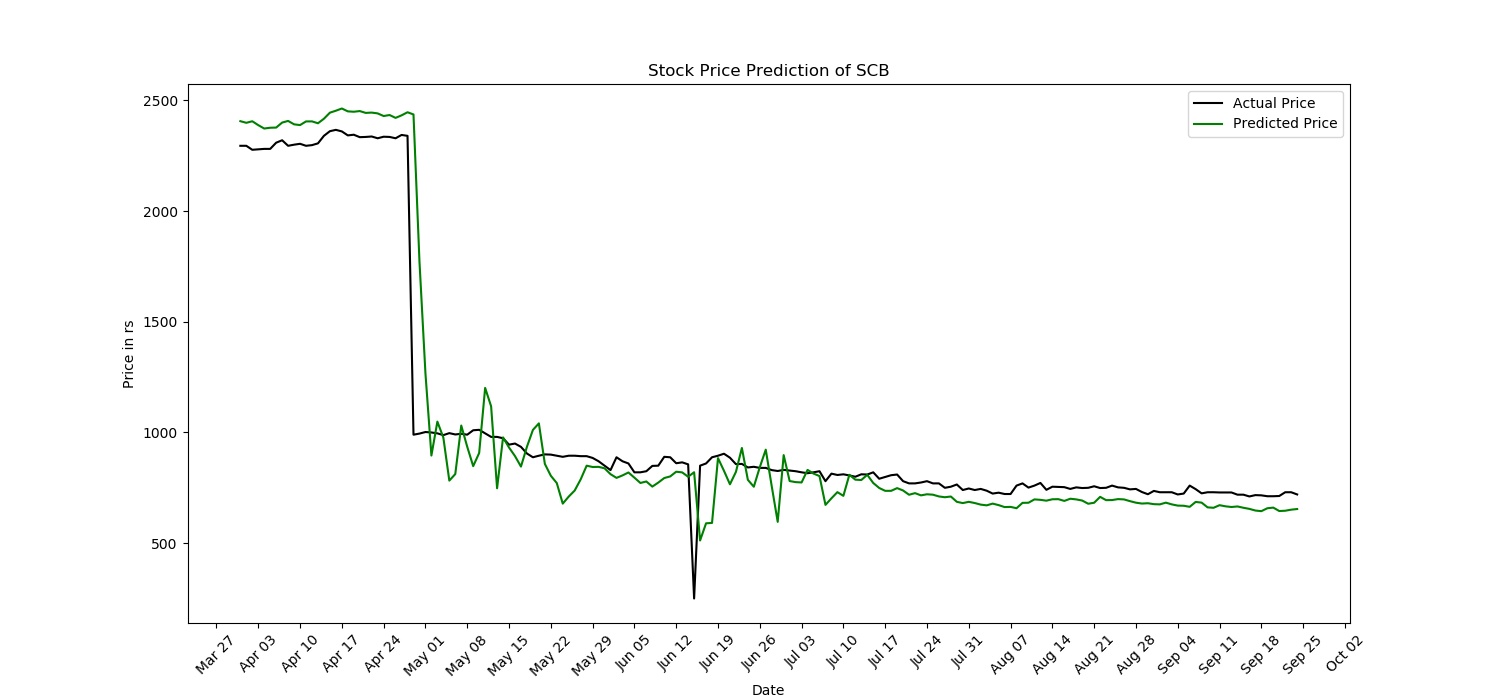 Stock Price Prediction of SCB
Actual Price
Predicted Price
2500
2000
1500
1000
500
Price in rs
Mar 27
Apr 03
Apr 10
Apr 17
Apr 24
May 01
May 08
May 15
May 22
May 29
Jun 05
Jun 12
Jun 19
Jun 26
Jul 03
Jul 10
Jul 17
Jul 24
Jul 31
Aug 07
Aug 14
Aug 21
Aug 28
Sep 04
Sep 11
Sep 18
Sep 25
Oct 02
Date